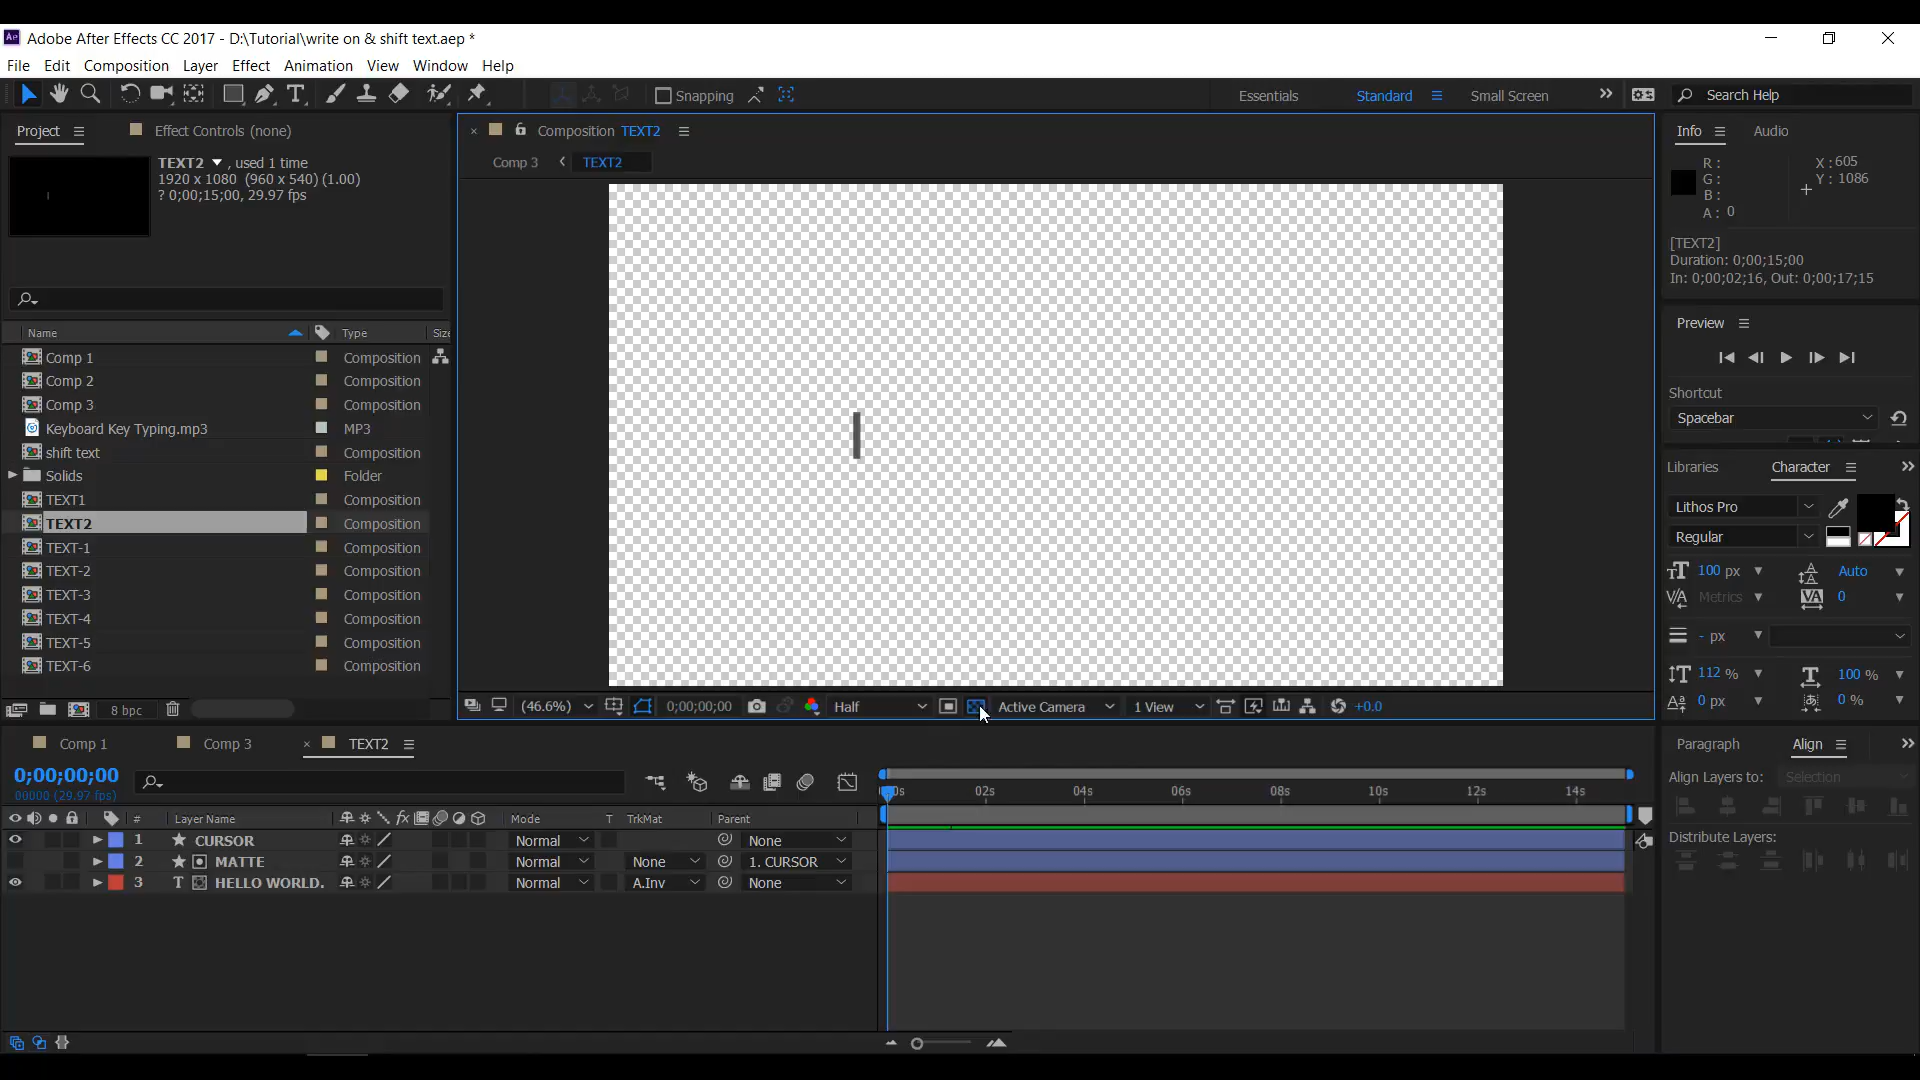 Adobe After Effects CC 2017 - D:\Tutorial\write on & shift text.aep *
File Edit Composition Layer Effect Animation View Window Help
Snapping Essentials Standard Small Screen Search Help
Project Effect Controls (none)
TEXT2 , used 1 time
1920 x 1080 (960 x 540) (1.00)
? 0;00;15;00, 29.97 fps
Name Type Size
Comp 1 Composition
Comp 2 Composition
Comp 3 Composition
Keyboard Key Typing.mp3 MP3
shift text Composition
Solids Folder
TEXT1 Composition
TEXT2 Composition
TEXT-1 Composition
TEXT-2 Composition
TEXT-3 Composition
TEXT-4 Composition
TEXT-5 Composition
TEXT-6 Composition
8 bpc
Composition TEXT2
Comp 3 TEXT2
(46.6%) 0;00;00;00 Half Active Camera 1 View +0.0
Info Audio
R : X : 605
G : Y : 1086
B :
A : 0
[TEXT2]
Duration: 0;00;15;00
In: 0;00;02;16, Out: 0;00;17;15
Preview
Shortcut
Spacebar
Libraries Character
Lithos Pro
Regular
100 px Auto
Metrics 0
- px
112 % 100 %
0 px 0 %
Paragraph Align
Align Layers to: Selection
Distribute Layers:
Comp 1 Comp 3 TEXT2
0;00;00;00
00000 (29.97 fps)
02s 04s 06s 08s 10s 12s 14s
# Layer Name fx Mode T TrkMat Parent
1 CURSOR Normal None
2 MATTE Normal None 1. CURSOR
3 T HELLO WORLD. Normal A.Inv None